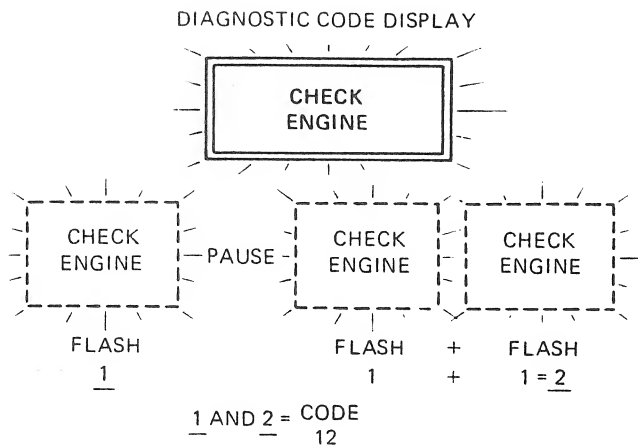 DIAGNOSTIC CODE DISPLAY
CHECK
ENGINE
CHECK
ENGINE
PAUSE
CHECK
ENGINE
CHECK
ENGINE
FLASH
1
FLASH + FLASH
1 + 1 = 2
1 AND 2 = CODE
12